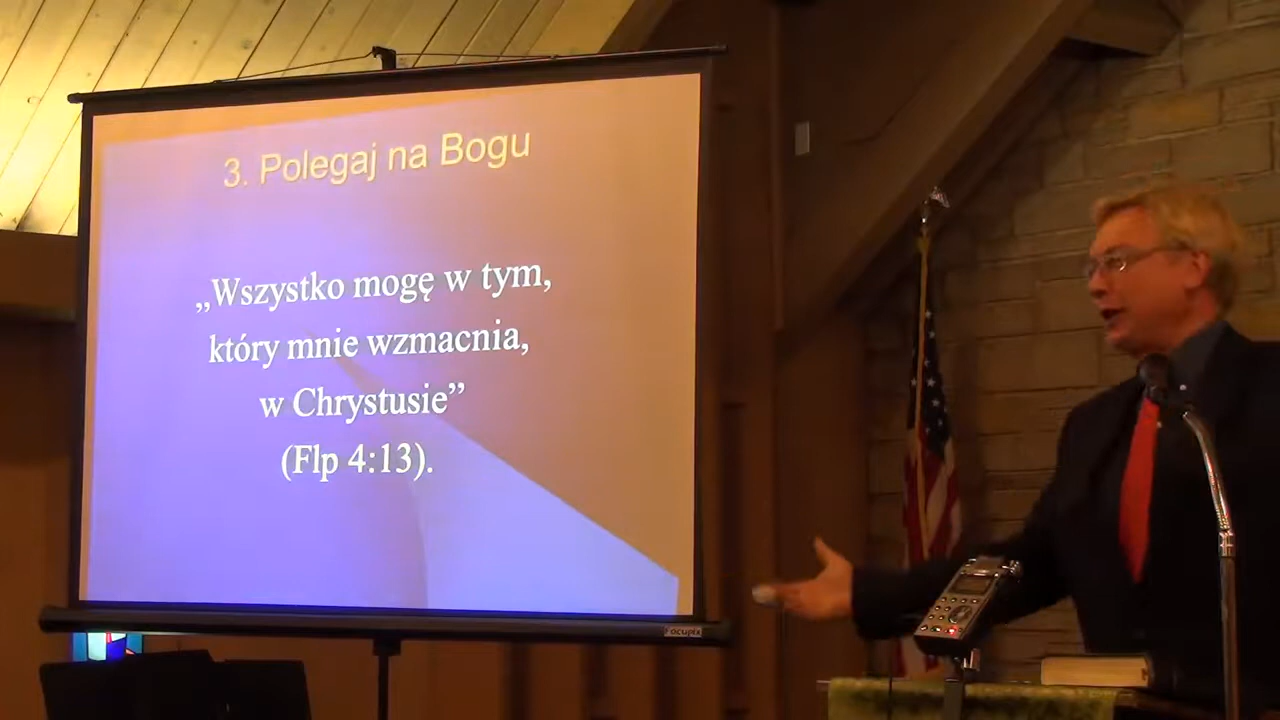 3. Polegaj na Bogu
„Wszystko mogę w tym,
który mnie wzmacnia,
w Chrystusie”
(Flp 4:13).